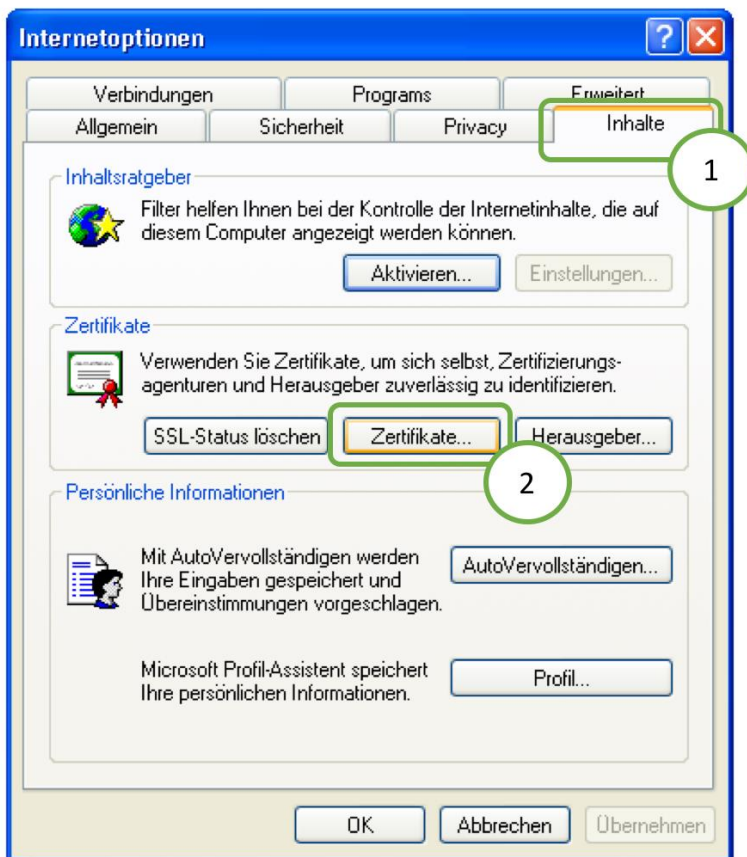 Internetoptionen
Verbindungen Programs Erweitert
Allgemein Sicherheit Privacy Inhalte
1
Inhaltsratgeber
Filter helfen Ihnen bei der Kontrolle der Internetinhalte, die auf
diesem Computer angezeigt werden können.
Aktivieren... Einstellungen...
Zertifikate
Verwenden Sie Zertifikate, um sich selbst, Zertifizierungs-
agenturen und Herausgeber zuverlässig zu identifizieren.
SSL-Status löschen Zertifikate... Herausgeber...
2
Persönliche Informationen
Mit AutoVervollständigen werden
Ihre Eingaben gespeichert und
Übereinstimmungen vorgeschlagen.
AutoVervollständigen...
Microsoft Profil-Assistent speichert
Ihre persönlichen Informationen.
Profil...
OK Abbrechen Übernehmen